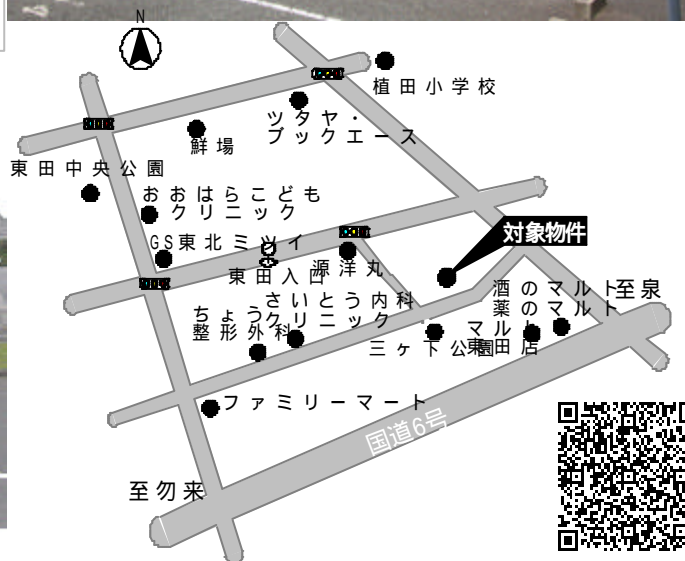 N
植田小学校
ツタヤ・
ブックエース
鮮場
東田中央公園
おおはらこども
クリニック
GS東北ミツイ
対象物件
東田入口
源洋丸
酒のマルト
薬のマルト
至泉
さいとう内科
クリニック
ちょう
整形外科
マルト
東田店
三ヶ下公園
ファミリーマート
国道6号
至勿来